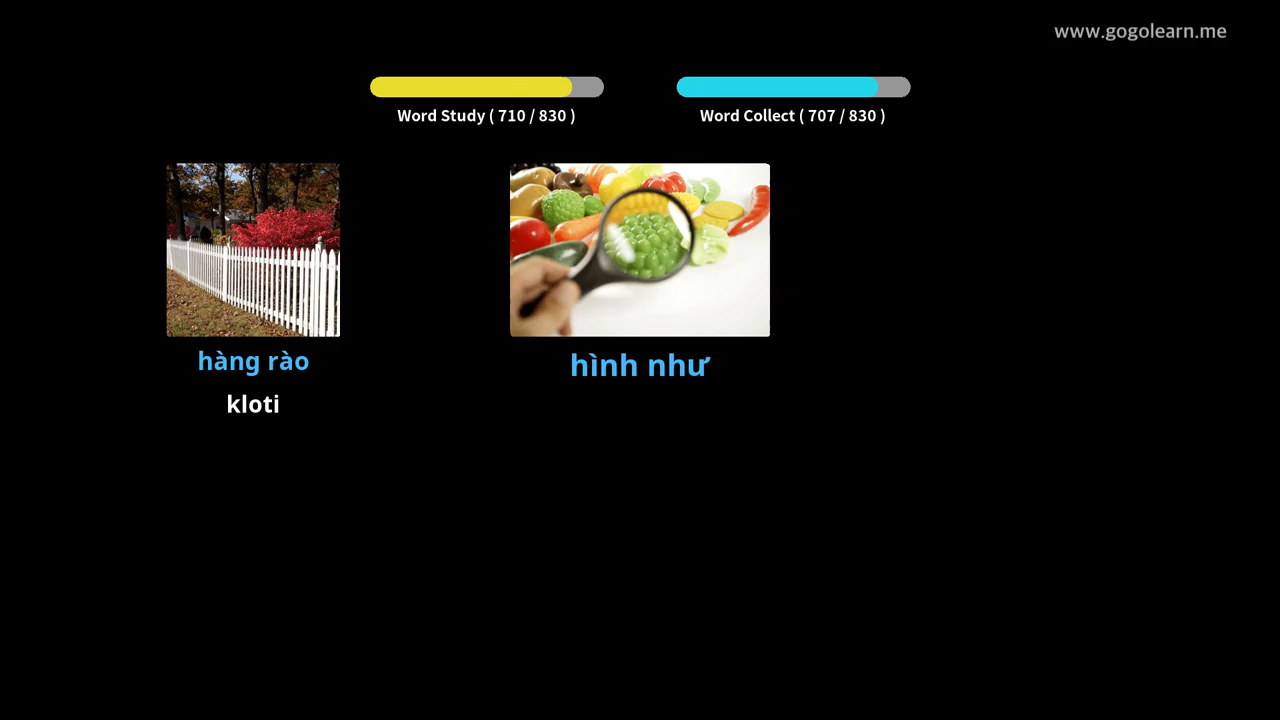 www.gogolearn.me
Word Study ( 710 / 830 )
Word Collect ( 707 / 830 )
hàng rào
kloti
hình như